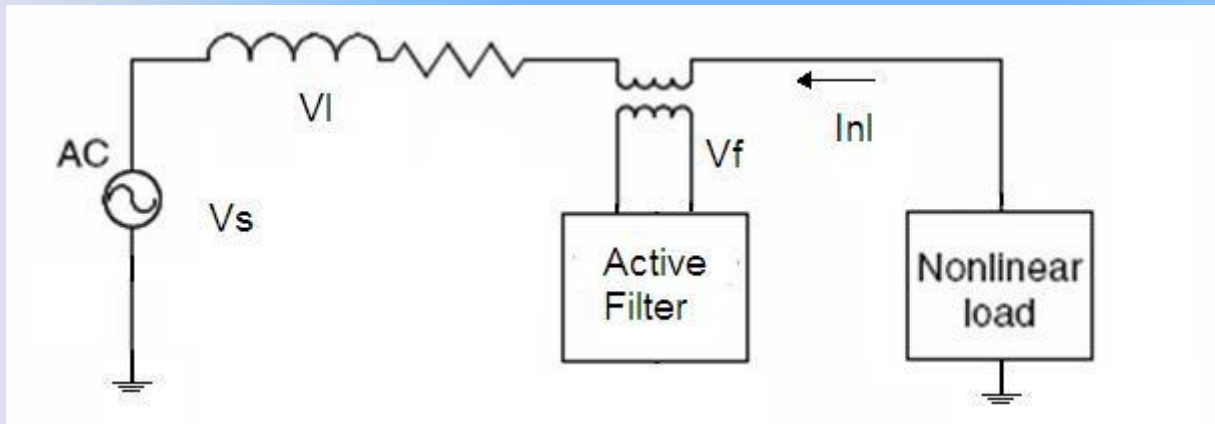 Vl
Inl
AC
Vf
Vs
Active
Filter
Nonlinear
load